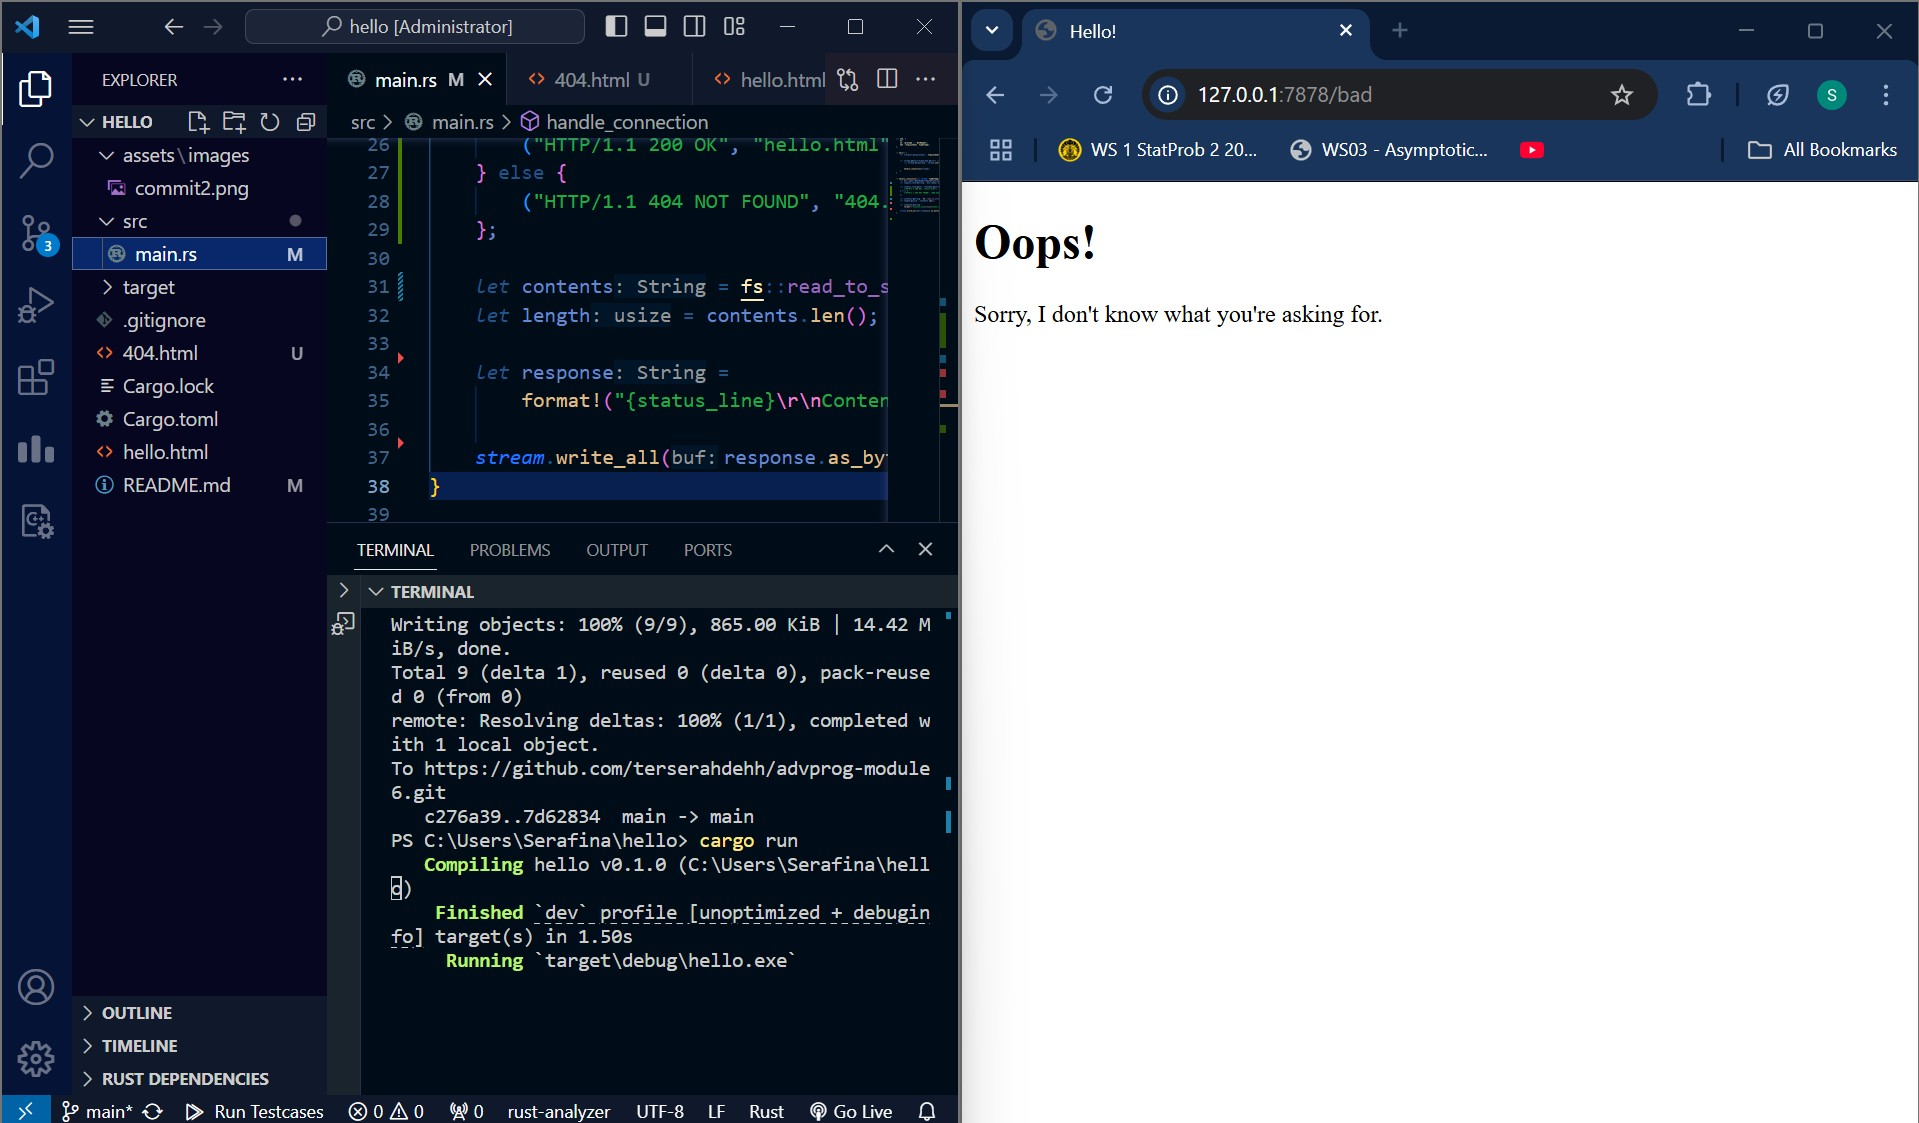 hello [Administrator]
EXPLORER
HELLO
assets\images
commit2.png
src
main.rs M
target
.gitignore
404.html U
Cargo.lock
Cargo.toml
hello.html
README.md M
OUTLINE
TIMELINE
RUST DEPENDENCIES
3
main.rs M
404.html U
hello.html
src > main.rs > handle_connection
26 ("HTTP/1.1 200 OK", "hello.html"
27 } else {
28 ("HTTP/1.1 404 NOT FOUND", "404.
29 };
30
31 let contents: String = fs::read_to_s
32 let length: usize = contents.len();
33
34 let response: String =
35 format!("{status_line}\r\nConten
36
37 stream.write_all(buf: response.as_by
38 }
39
TERMINAL PROBLEMS OUTPUT PORTS
TERMINAL
Writing objects: 100% (9/9), 865.00 KiB | 14.42 M
iB/s, done.
Total 9 (delta 1), reused 0 (delta 0), pack-reuse
d 0 (from 0)
remote: Resolving deltas: 100% (1/1), completed w
ith 1 local object.
To https://github.com/terserahdehh/advprog-module
6.git
c276a39..7d62834 main -> main
PS C:\Users\Serafina\hello> cargo run
Compiling hello v0.1.0 (C:\Users\Serafina\hell
o)
Finished `dev` profile [unoptimized + debugin
fo] target(s) in 1.50s
Running `target\debug\hello.exe`
main* Run Testcases 0 0 0 rust-analyzer UTF-8 LF Rust Go Live
Hello!
127.0.0.1:7878/bad
S
WS 1 StatProb 2 20... WS03 - Asymptotic... All Bookmarks
Oops!
Sorry, I don't know what you're asking for.